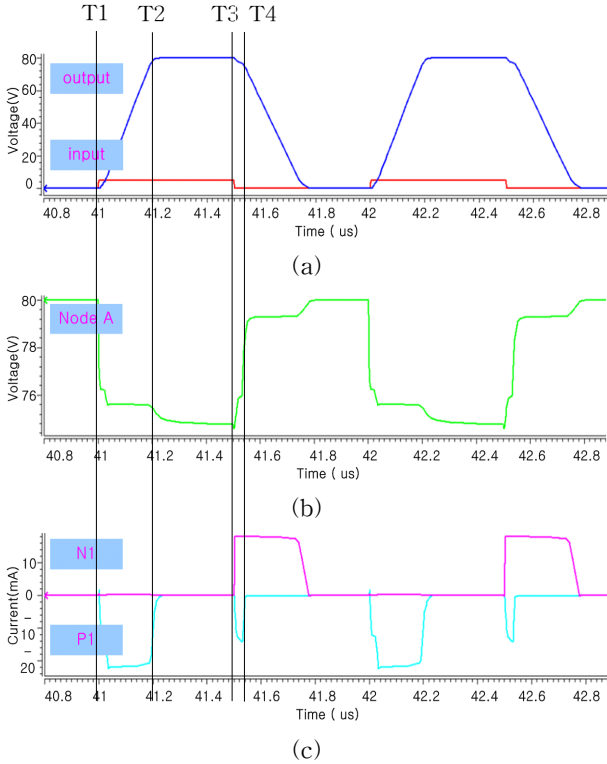 T1 T2 T3 T4
80
output
60
Voltage(V)
40
input
20
0
40.8 41 41.2 41.4 41.6 41.8 42 42.2 42.4 42.6 42.8
Time ( us)
(a)
80
Node A
78
Voltage(V)
76
40.8 41 41.2 41.4 41.6 41.8 42 42.2 42.4 42.6 42.8
Time ( us)
(b)
N1
10
Current(mA)
0
10
P1
20
40.8 41 41.2 41.4 41.6 41.8 42 42.2 42.4 42.6 42.8
Time ( us)
(c)